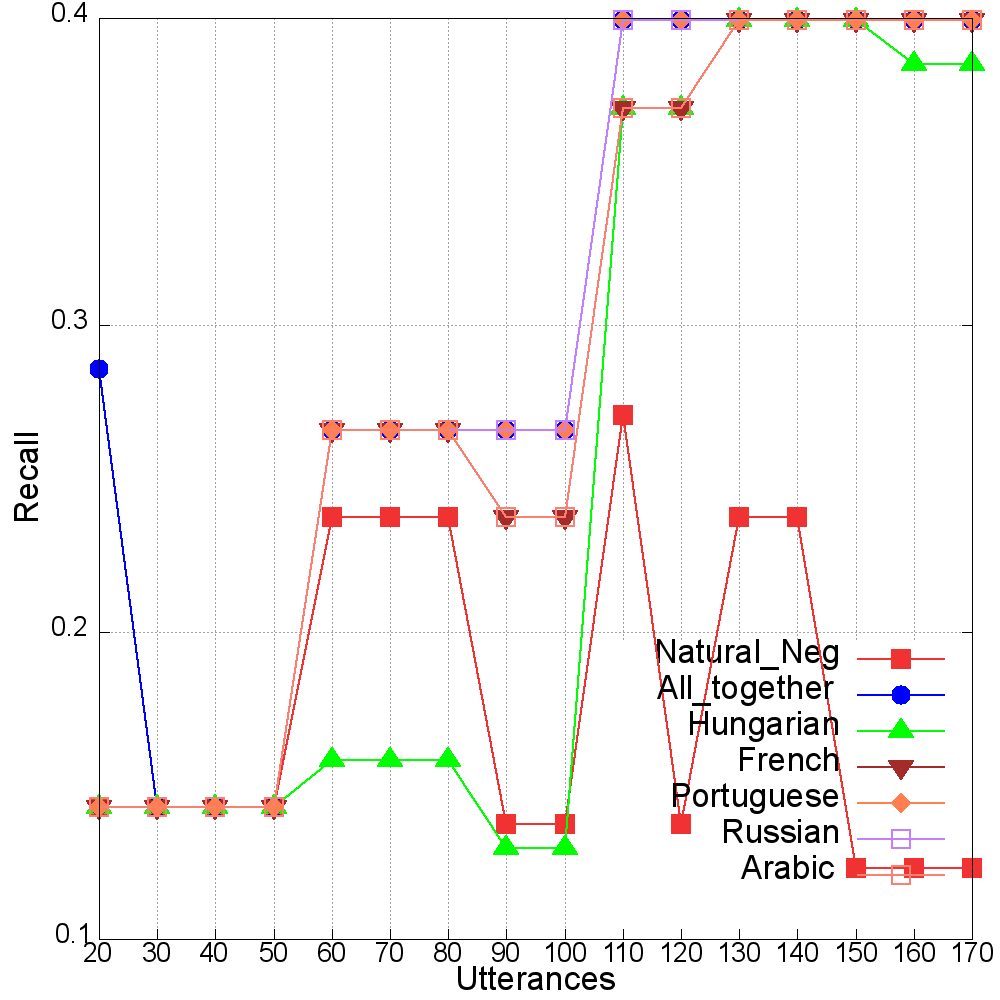 0.4
0.3
0.2
0.1
Recall
20 30 40 50 60 70 80 90 100 110 120 130 140 150 160 170
Utterances
Natural_Neg
All_together
Hungarian
French
Portuguese
Russian
Arabic